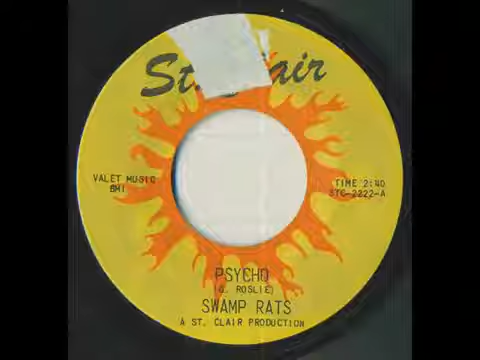 St. air
VALET MUSIC
BMI
TIME 2:40
STC-2222-A
PSYCHO
(G. ROSLIE)
SWAMP RATS
A ST. CLAIR PRODUCTION